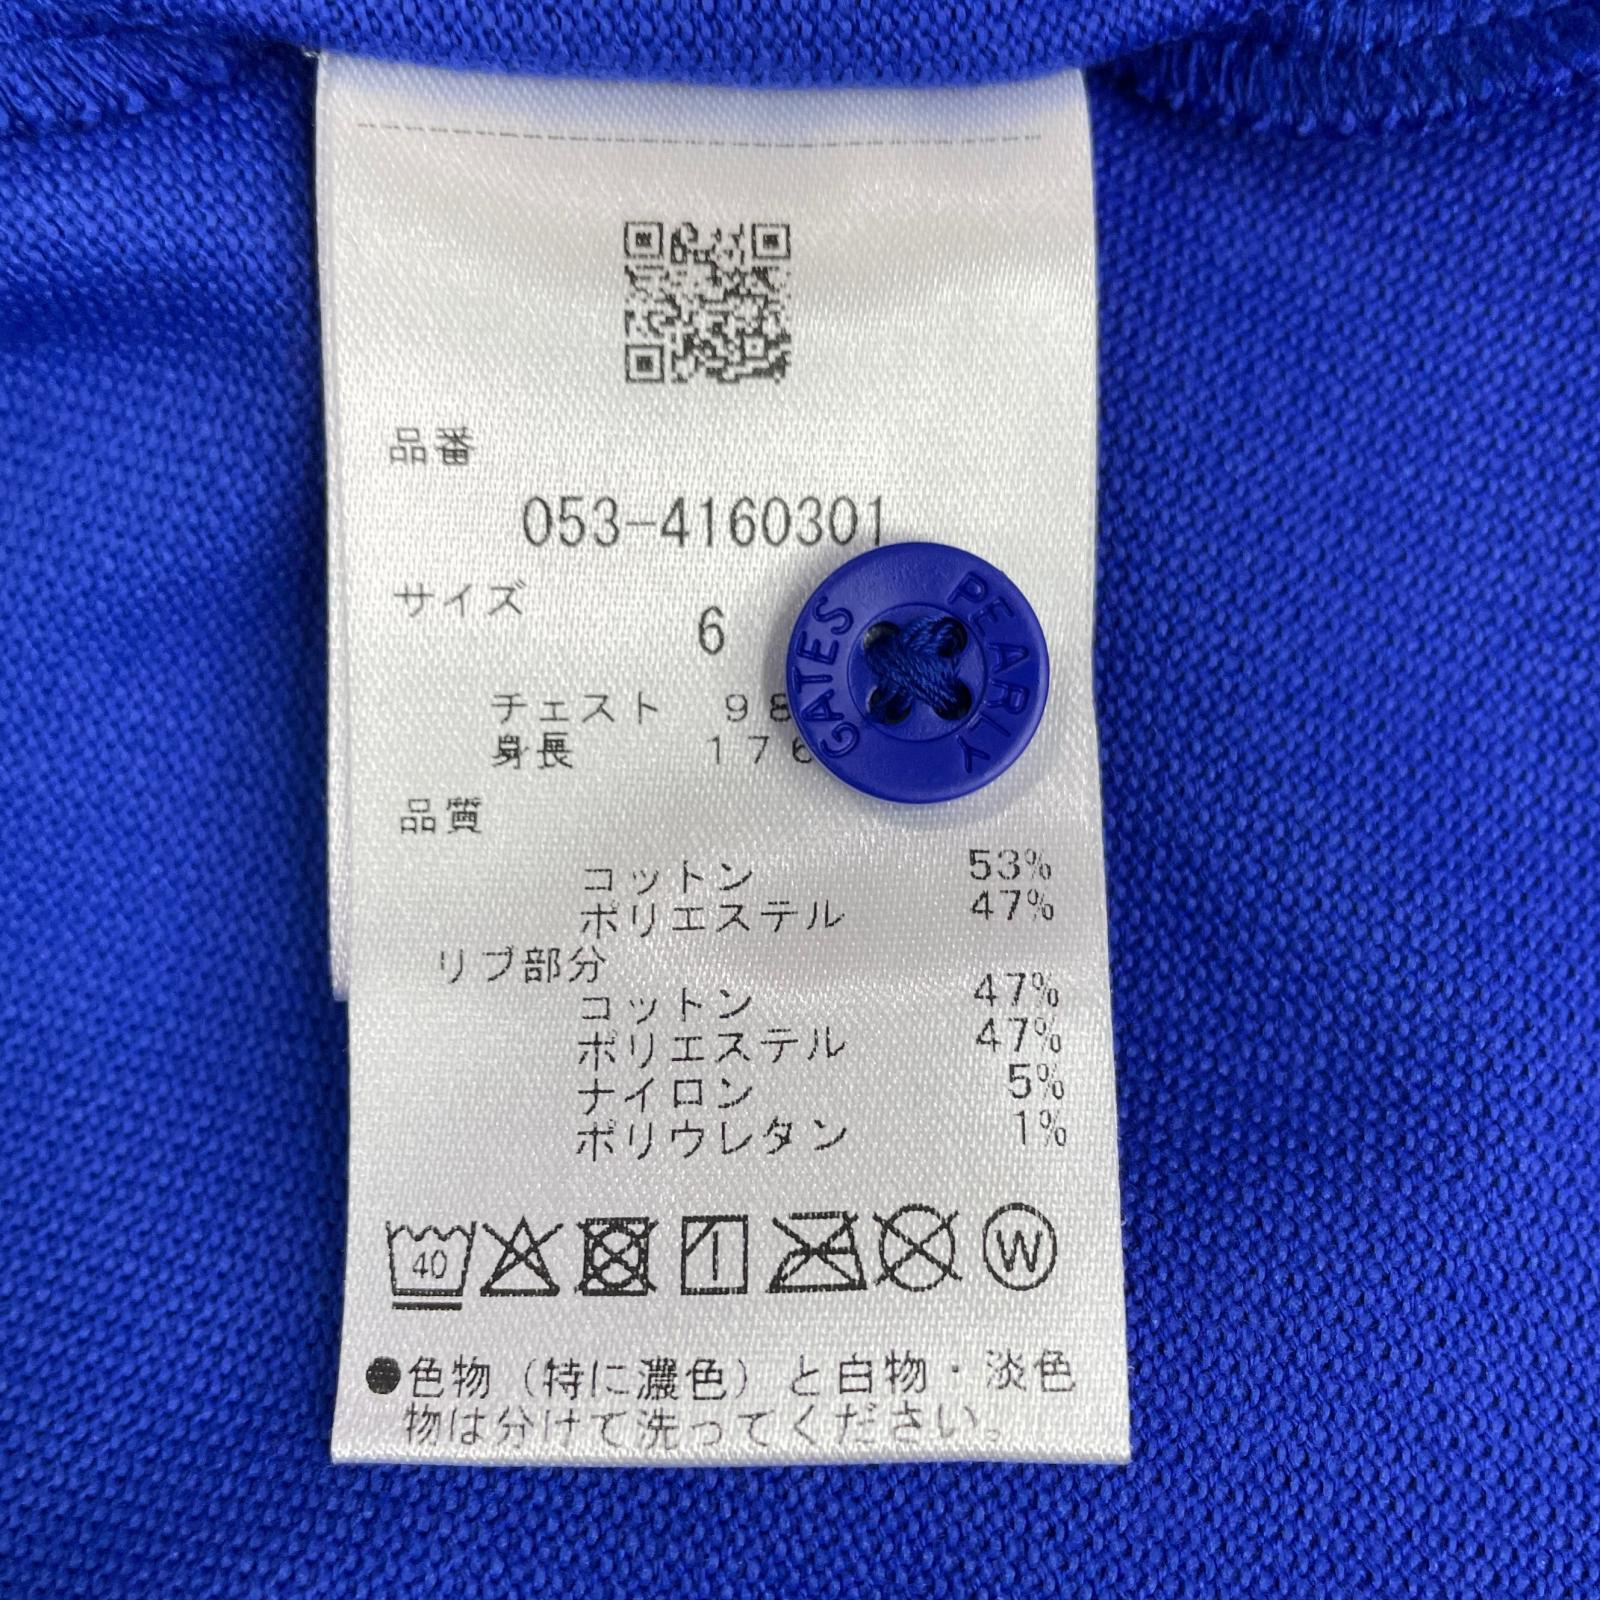 品番
053-4160301
サイズ
6
PEARLY GATES
チェスト 98
身長 176
品質
コットン 53%
ポリエステル 47%
リブ部分
コットン 47%
ポリエステル 47%
ナイロン 5%
ポリウレタン 1%
40
W
●色物(特に濃色)と白物・淡色
物は分けて洗ってください。